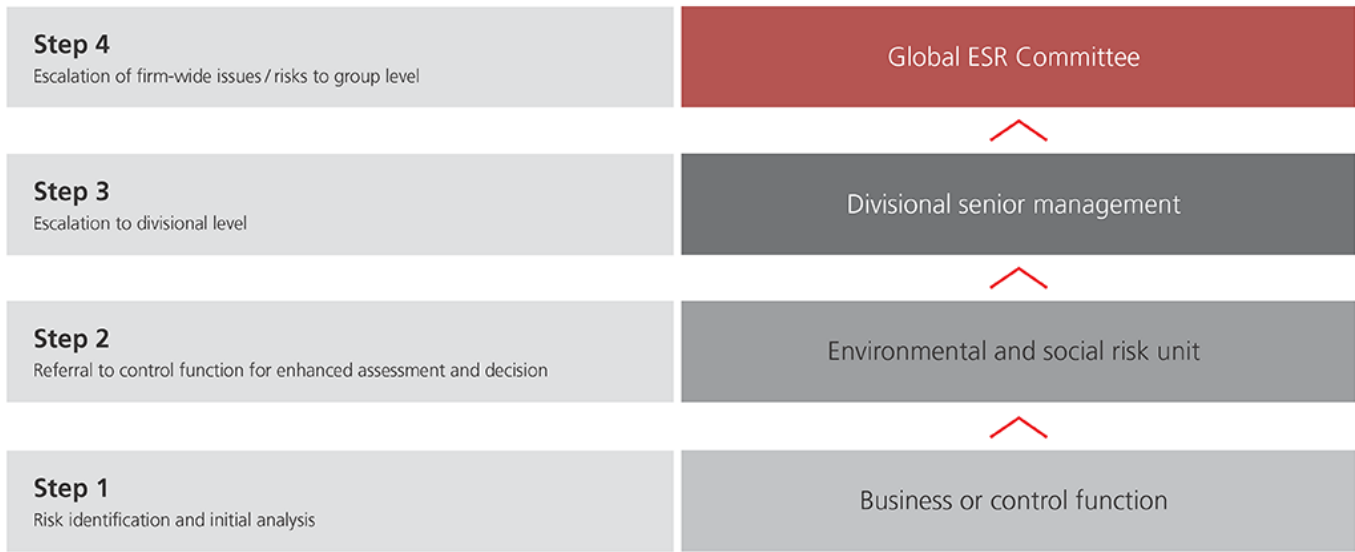 Step 4
Escalation of firm-wide issues / risks to group level
Global ESR Committee
Step 3
Escalation to divisional level
Divisional senior management
Step 2
Referral to control function for enhanced assessment and decision
Environmental and social risk unit
Step 1
Risk identification and initial analysis
Business or control function